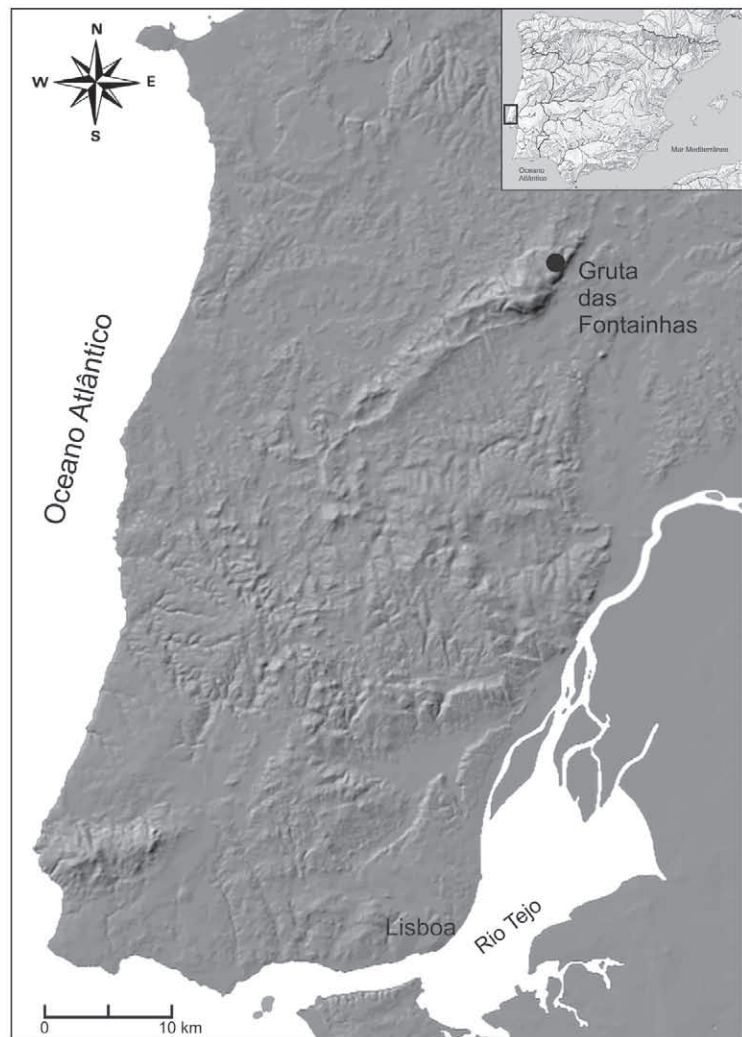 N
W E
S
Oceano
Atlântico
Mar Mediterrâneo
Gruta
das
Fontainhas
Oceano Atlântico
Lisboa
Rio Tejo
0 10 km